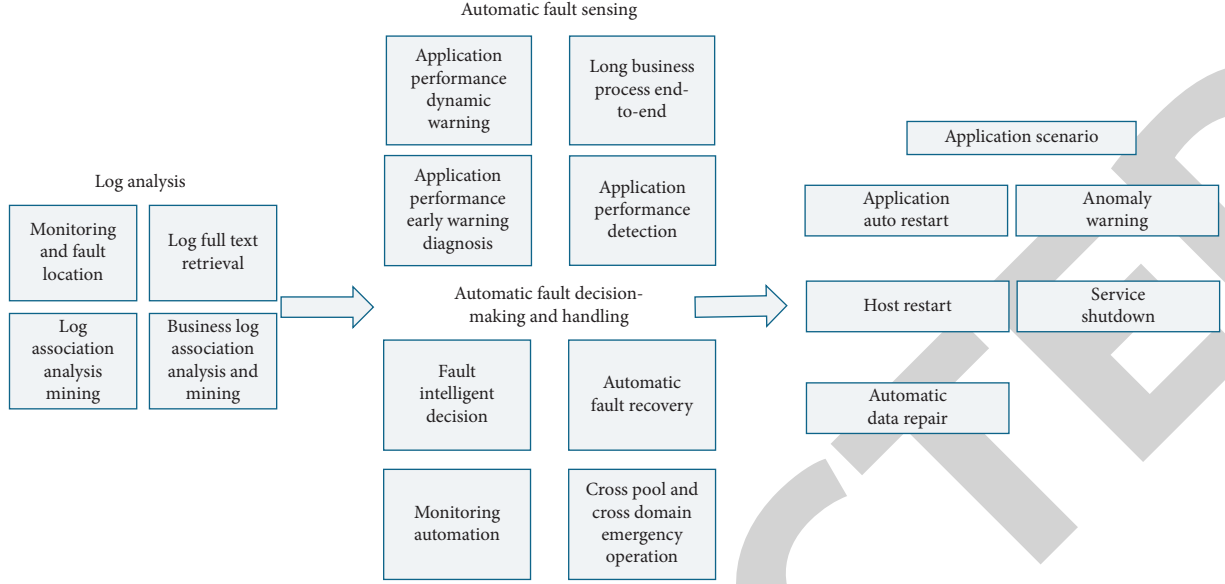 Automatic fault sensing
Application
performance
dynamic
warning
Long business
process end-
to-end
Application
performance
early warning
diagnosis
Application
performance
detection
Log analysis
Monitoring
and fault
location
Log full text
retrieval
Log
association
analysis
mining
Business log
association
analysis and
mining
Automatic fault decision-
making and handling
Fault
intelligent
decision
Automatic
fault recovery
Monitoring
automation
Cross pool and
cross domain
emergency
operation
Application scenario
Application
auto restart
Anomaly
warning
Host restart
Service
shutdown
Automatic
data repair